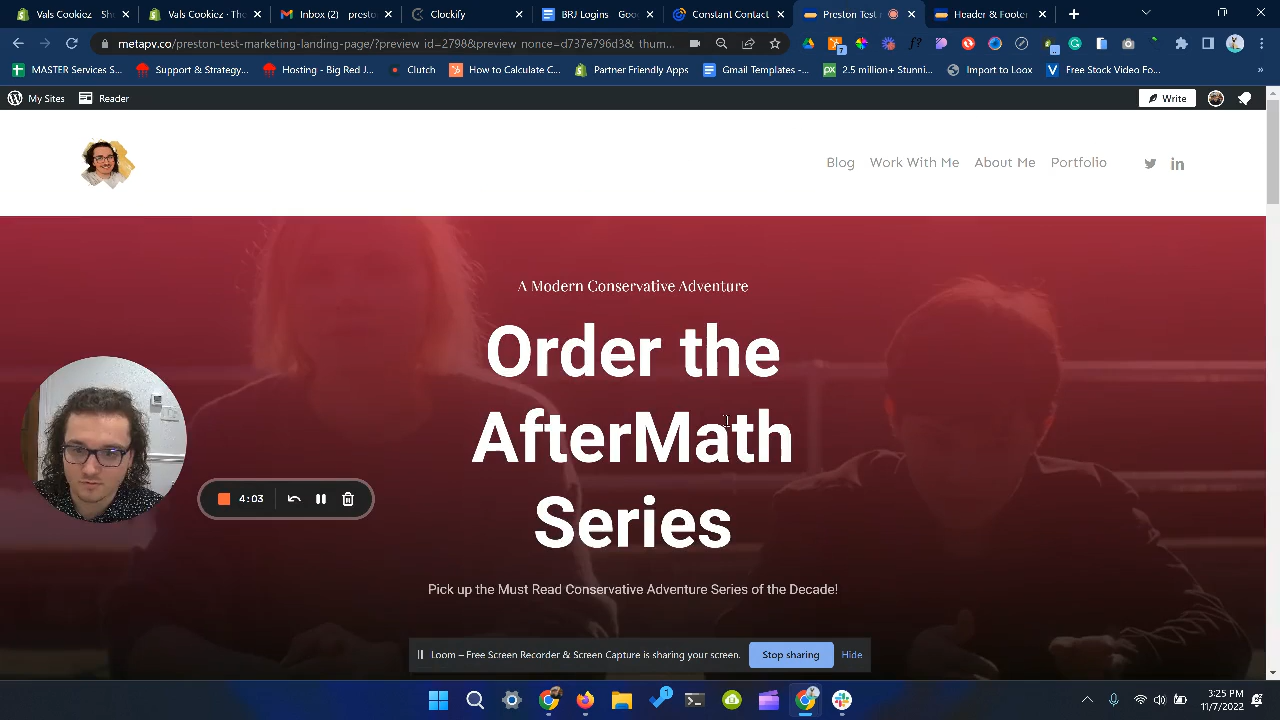 Vals Cookiez · Sh
Vals Cookiez · The
Inbox (2) - presto
Clockify
BRJ Logins - Goo
Constant Contact
Preston Test
Header & Footer
metapv.wo/preston-test-marketing-landing-page/?preview_id=2798&preview_nonce=d737e796d3&_thum...
MASTER Services S...
Support & Strategy...
Hosting - Big Red J...
Clutch
How to Calculate C...
Partner Friendly Apps
Gmail Templates -...
2.5 million+ Stunni...
Import to Loox
Free Stock Video Fo...
»
My Sites
Reader
Write
Blog
Work With Me
About Me
Portfolio
A Modern Conservative Adventure
Order the
AfterMath
Series
4:03
Pick up the Must Read Conservative Adventure Series of the Decade!
Loom – Free Screen Recorder & Screen Capture is sharing your screen.
Stop sharing
Hide
3:25 PM
11/7/2022